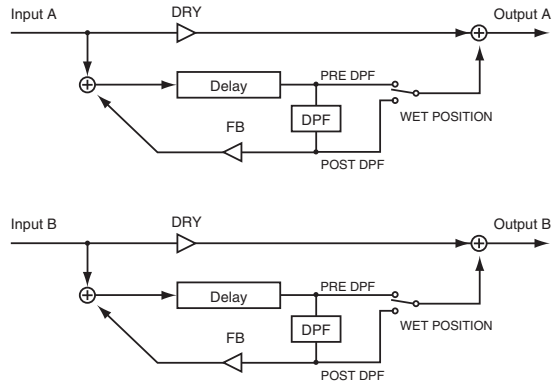 Input A
DRY
Output A
Delay
PRE DPF
DPF
WET POSITION
FB
POST DPF
Input B
DRY
Output B
Delay
PRE DPF
DPF
WET POSITION
FB
POST DPF